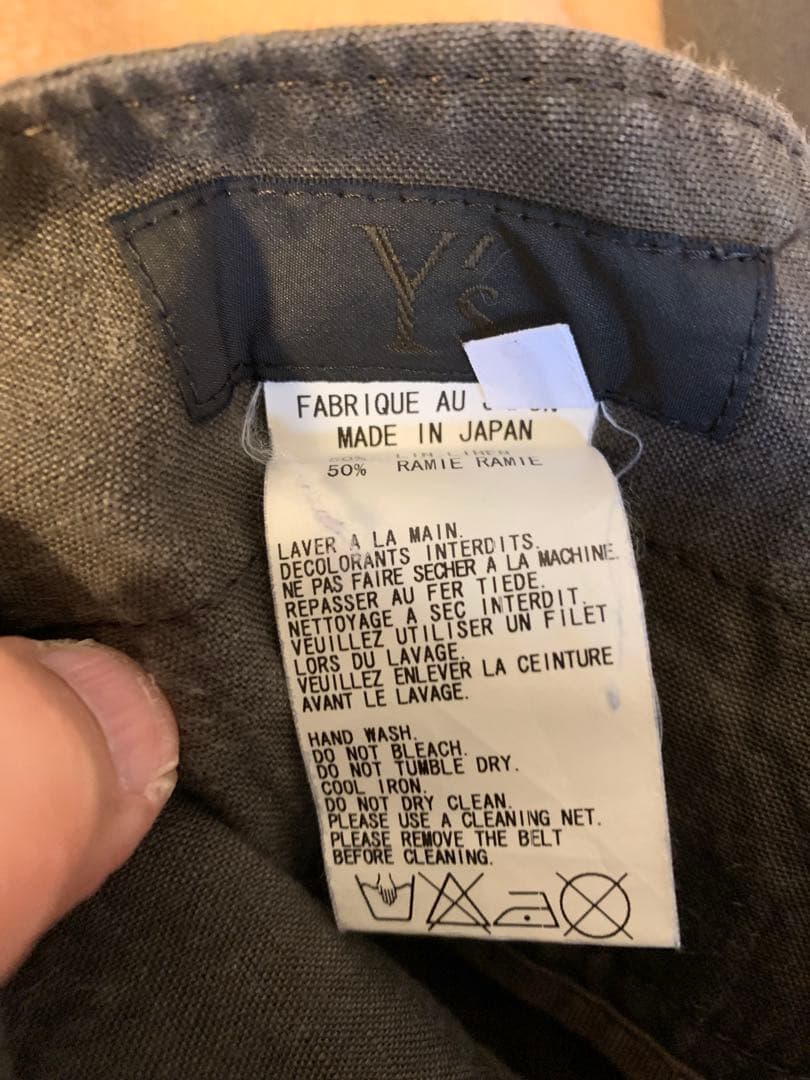 Y's
FABRIQUE AU
MADE IN JAPAN
LIN LINEN
50% RAMIE RAMIE
LAVER A LA MAIN.
DECOLORANTS INTERDITS.
NE PAS FAIRE SECHER A LA MACHINE.
REPASSER AU FER TIEDE.
NETTOYAGE A SEC INTERDIT.
VEUILLEZ UTILISER UN FILET
LORS DU LAVAGE.
VEUILLEZ ENLEVER LA CEINTURE
AVANT LE LAVAGE.
HAND WASH.
DO NOT BLEACH.
DO NOT TUMBLE DRY.
COOL IRON.
DO NOT DRY CLEAN.
PLEASE USE A CLEANING NET.
PLEASE REMOVE THE BELT
BEFORE CLEANING.